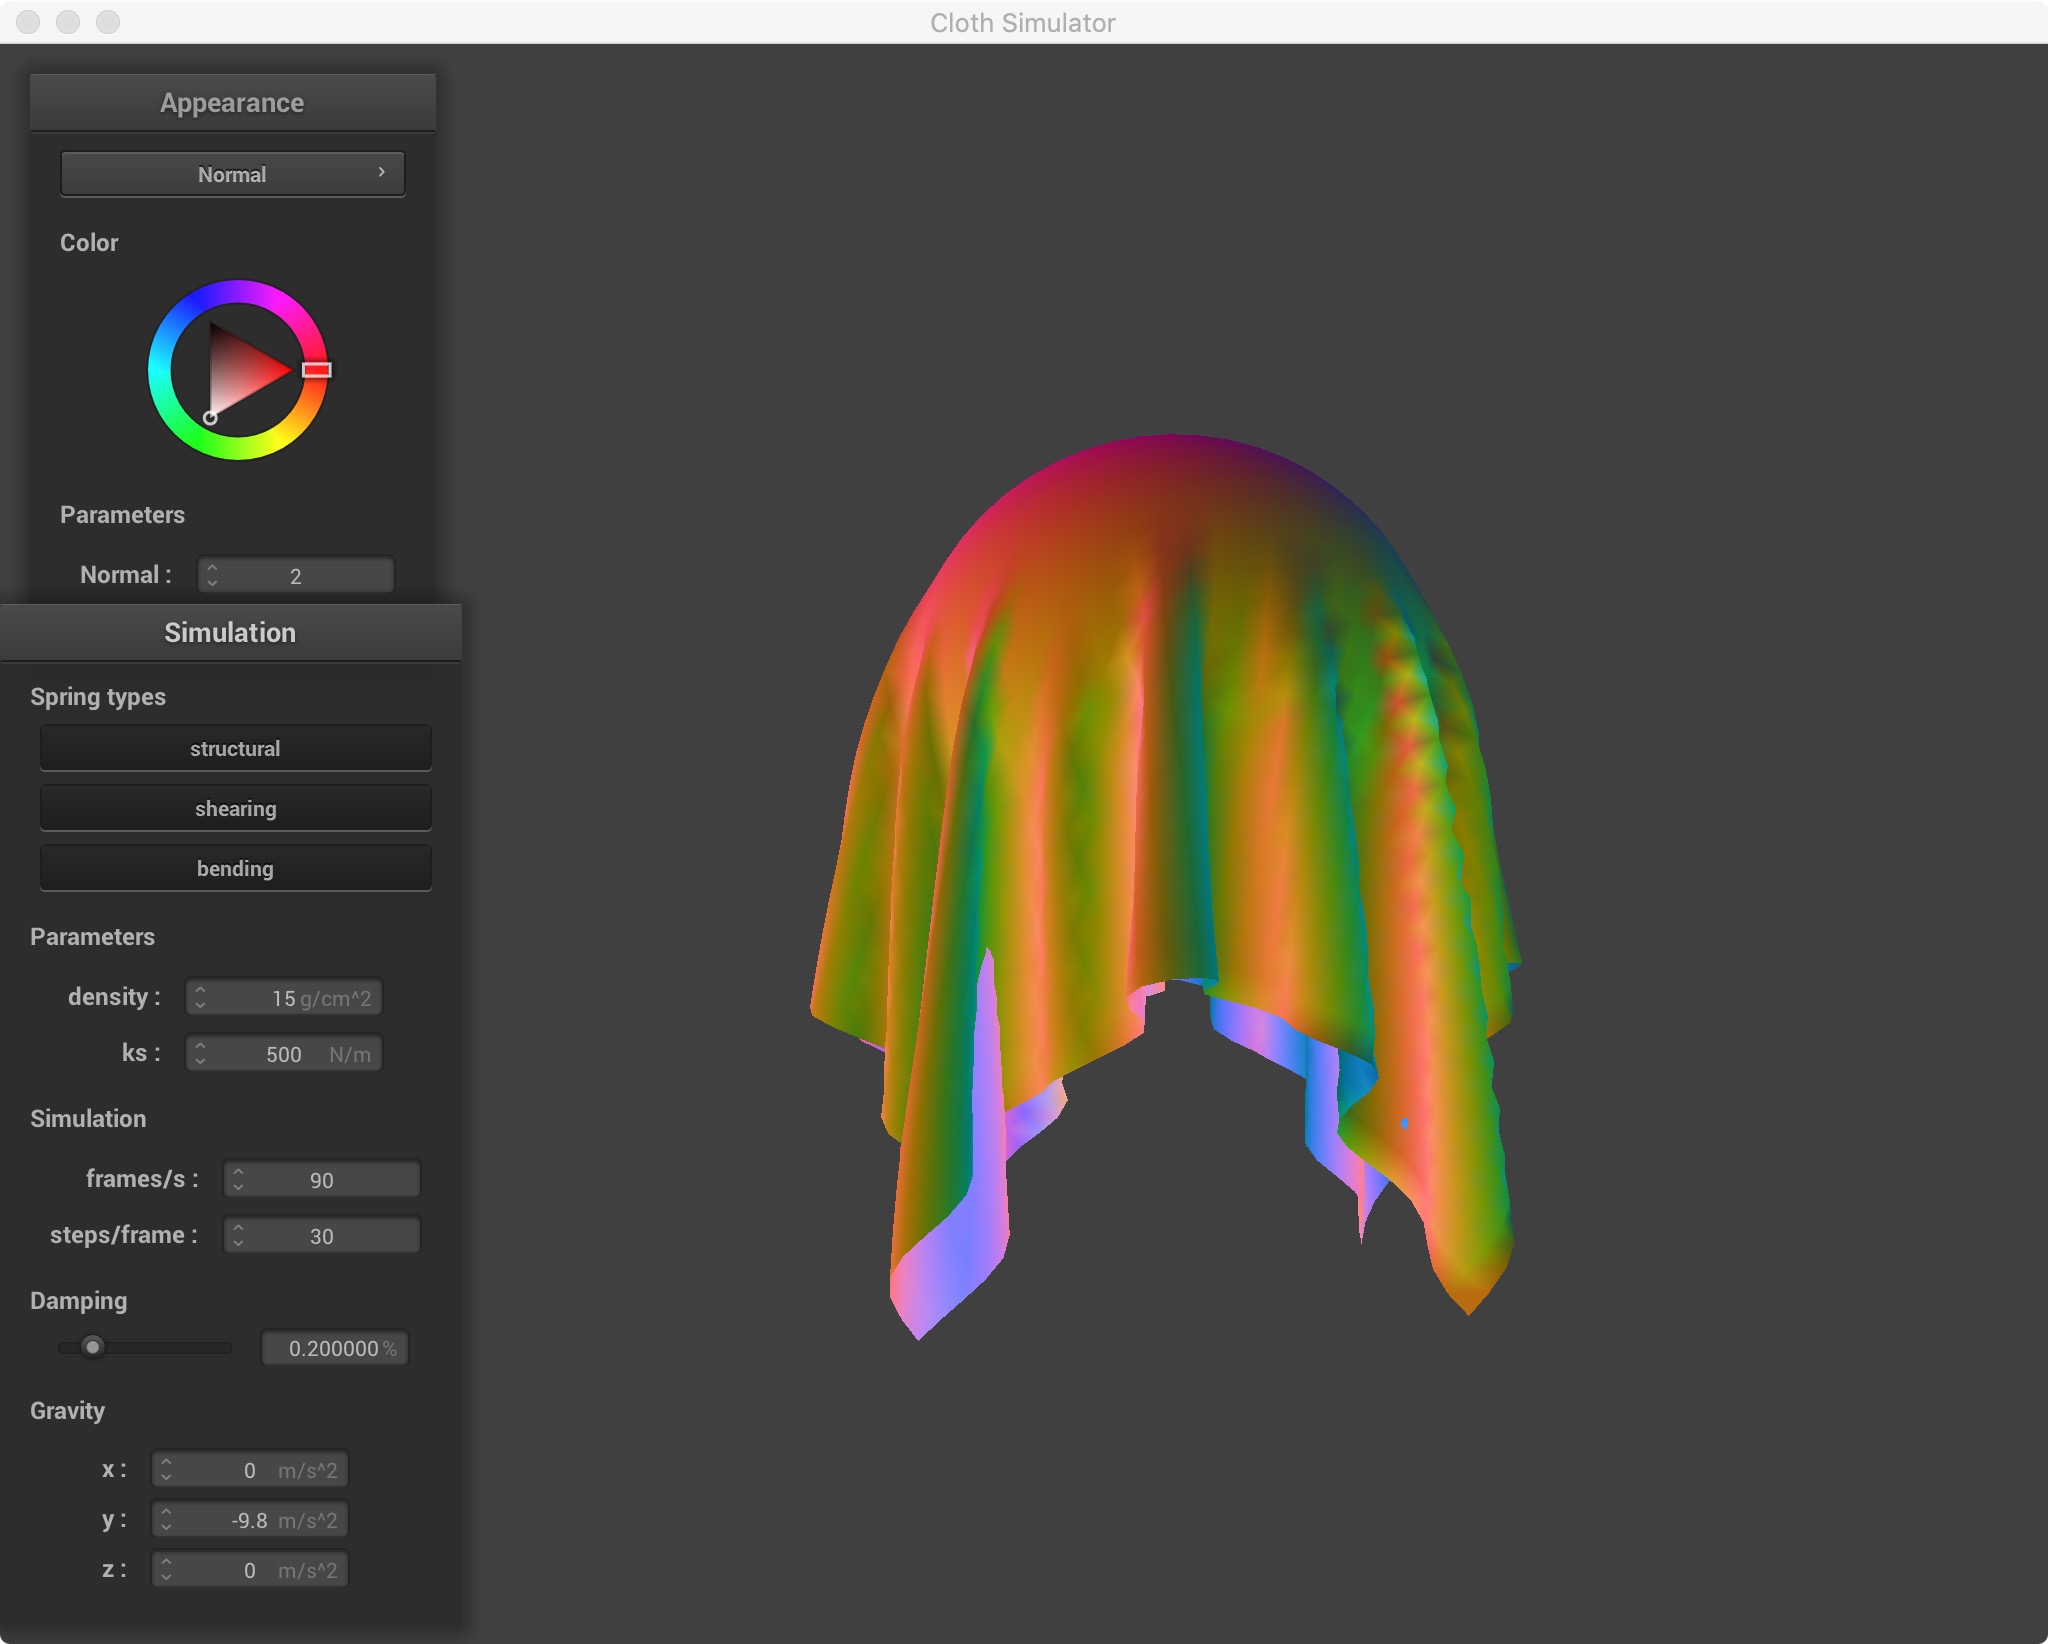 Cloth Simulator
Appearance
Normal
Color
Parameters
Normal : 2
Simulation
Spring types
structural
shearing
bending
Parameters
density : 15 g/cm^2
ks : 500 N/m
Simulation
frames/s : 90
steps/frame : 30
Damping
0.200000 %
Gravity
x : 0 m/s^2
y : -9.8 m/s^2
z : 0 m/s^2